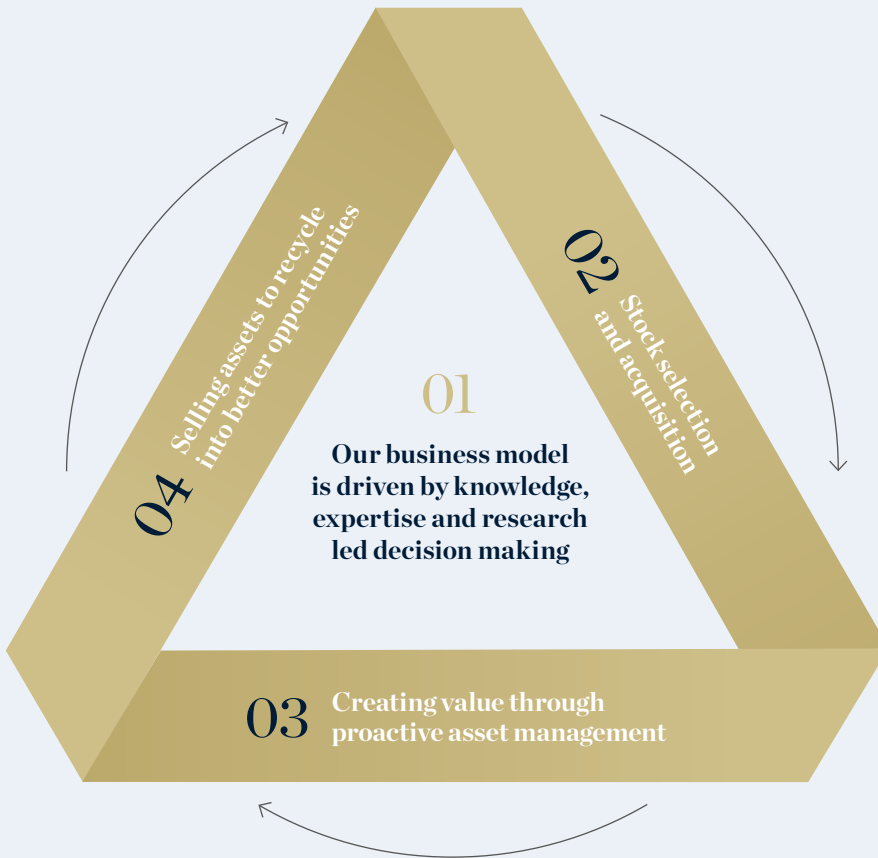 01
Our business model
is driven by knowledge,
expertise and research
led decision making
02
Stock selection
and acquisition
03
Creating value through
proactive asset management
04
Selling assets to recycle
into better opportunities